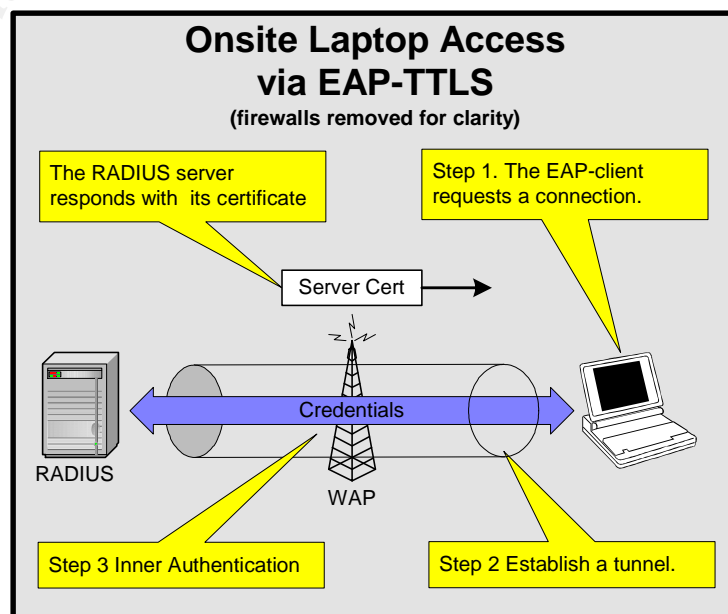 Onsite Laptop Access
via EAP-TTLS
(firewalls removed for clarity)
The RADIUS server
responds with its certificate
Step 1. The EAP-client
requests a connection.
Server Cert
Credentials
RADIUS
WAP
Step 3 Inner Authentication
Step 2 Establish a tunnel.